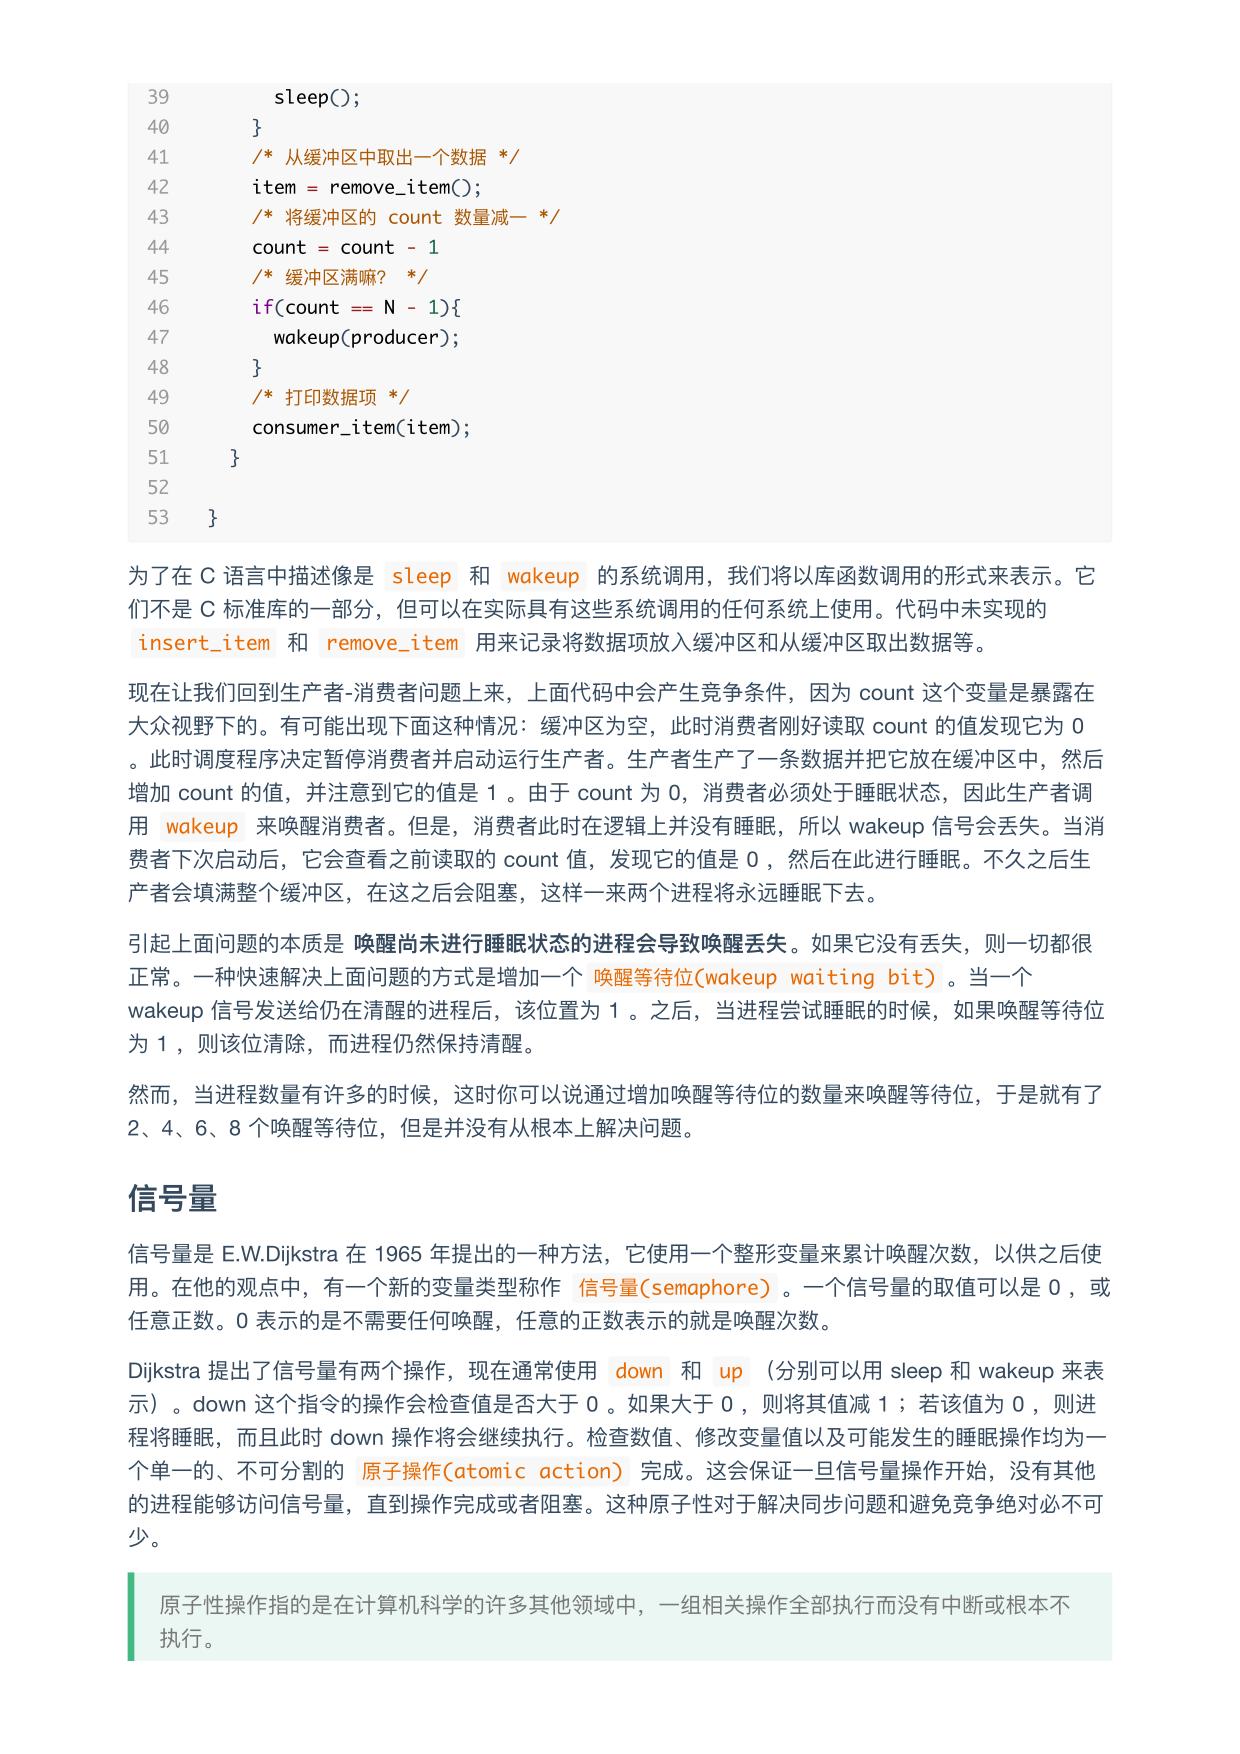 39 sleep();
40 }
41 /* 从缓冲区中取出一个数据 */
42 item = remove_item();
43 /* 将缓冲区的 count 数量减一 */
44 count = count - 1
45 /* 缓冲区满嘛？ */
46 if(count == N - 1){
47 wakeup(producer);
48 }
49 /* 打印数据项 */
50 consumer_item(item);
51 }
52
53 }
为了在 C 语言中描述像是 sleep 和 wakeup 的系统调用，我们将以库函数调用的形式来表示。它
们不是 C 标准库的一部分，但可以在实际具有这些系统调用的任何系统上使用。代码中未实现的
insert_item 和 remove_item 用来记录将数据项放入缓冲区和从缓冲区取出数据等。
现在让我们回到生产者-消费者问题上来，上面代码中会产生竞争条件，因为 count 这个变量是暴露在
大众视野下的。有可能出现下面这种情况：缓冲区为空，此时消费者刚好读取 count 的值发现它为 0
。此时调度程序决定暂停消费者并启动运行生产者。生产者生产了一条数据并把它放在缓冲区中，然后
增加 count 的值，并注意到它的值是 1 。由于 count 为 0，消费者必须处于睡眠状态，因此生产者调
用 wakeup 来唤醒消费者。但是，消费者此时在逻辑上并没有睡眠，所以 wakeup 信号会丢失。当消
费者下次启动后，它会查看之前读取的 count 值，发现它的值是 0 ，然后在此进行睡眠。不久之后生
产者会填满整个缓冲区，在这之后会阻塞，这样一来两个进程将永远睡眠下去。
引起上面问题的本质是 唤醒尚未进行睡眠状态的进程会导致唤醒丢失。如果它没有丢失，则一切都很
正常。一种快速解决上面问题的方式是增加一个 唤醒等待位(wakeup waiting bit) 。当一个
wakeup 信号发送给仍在清醒的进程后，该位置为 1 。之后，当进程尝试睡眠的时候，如果唤醒等待位
为 1 ，则该位清除，而进程仍然保持清醒。
然而，当进程数量有许多的时候，这时你可以说通过增加唤醒等待位的数量来唤醒等待位，于是就有了
2、4、6、8 个唤醒等待位，但是并没有从根本上解决问题。
信号量
信号量是 E.W.Dijkstra 在 1965 年提出的一种方法，它使用一个整形变量来累计唤醒次数，以供之后使
用。在他的观点中，有一个新的变量类型称作 信号量(semaphore) 。一个信号量的取值可以是 0 ，或
任意正数。0 表示的是不需要任何唤醒，任意的正数表示的就是唤醒次数。
Dijkstra 提出了信号量有两个操作，现在通常使用 down 和 up （分别可以用 sleep 和 wakeup 来表
示）。down 这个指令的操作会检查值是否大于 0 。如果大于 0 ，则将其值减 1 ；若该值为 0 ，则进
程将睡眠，而且此时 down 操作将会继续执行。检查数值、修改变量值以及可能发生的睡眠操作均为一
个单一的、不可分割的 原子操作(atomic action) 完成。这会保证一旦信号量操作开始，没有其他
的进程能够访问信号量，直到操作完成或者阻塞。这种原子性对于解决同步问题和避免竞争绝对必不可
少。
原子性操作指的是在计算机科学的许多其他领域中，一组相关操作全部执行而没有中断或根本不
执行。